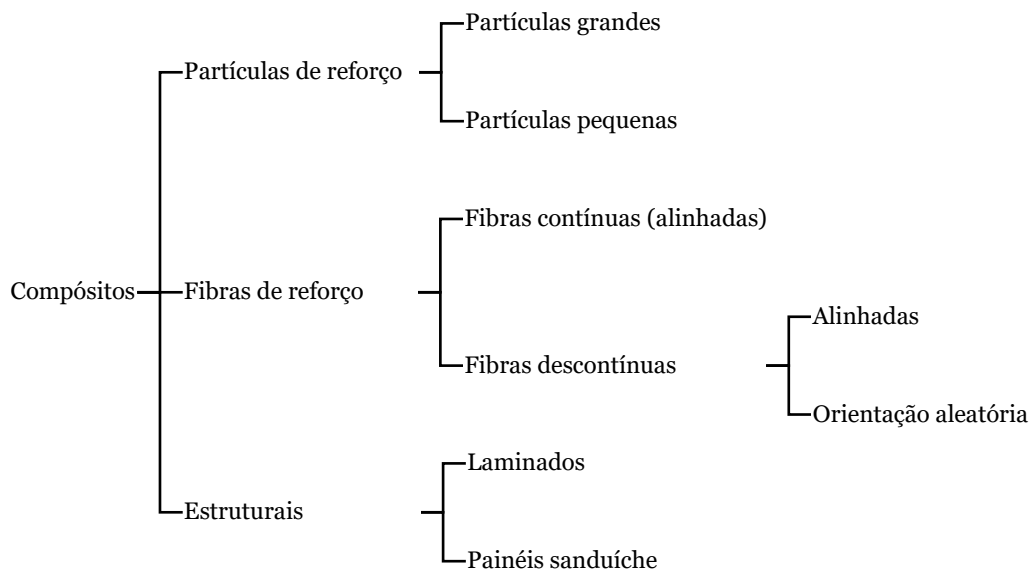 Partículas grandes
Partículas de reforço
Partículas pequenas
Fibras contínuas (alinhadas)
Compósitos
Fibras de reforço
Alinhadas
Fibras descontínuas
Orientação aleatória
Laminados
Estruturais
Painéis sanduíche